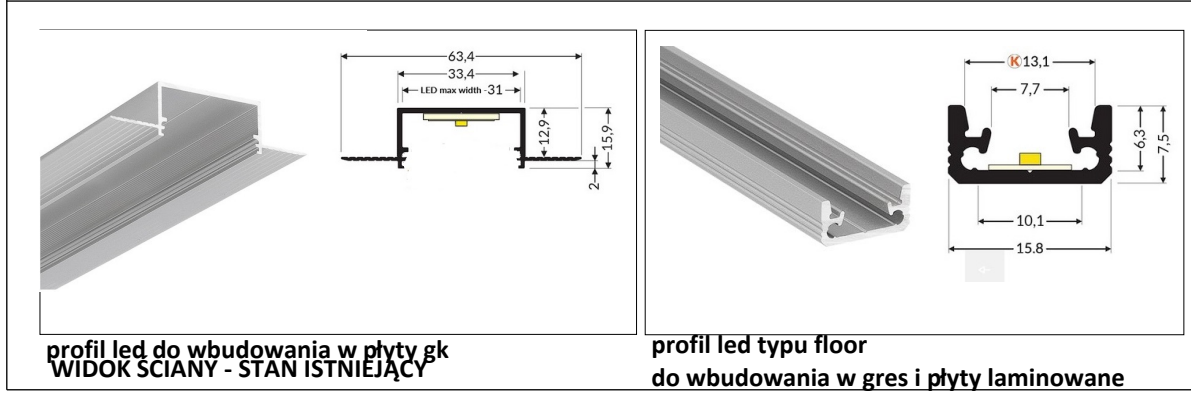 63,4
33,4
LED max width -31
12,9
15,9
2
K 13,1
7,7
6,3
7,5
10,1
15.8
profil led do wbudowania w płyty gk
WIDOK ŚCIANY - STAN ISTNIEJĄCY
profil led typu floor
do wbudowania w gres i płyty laminowane